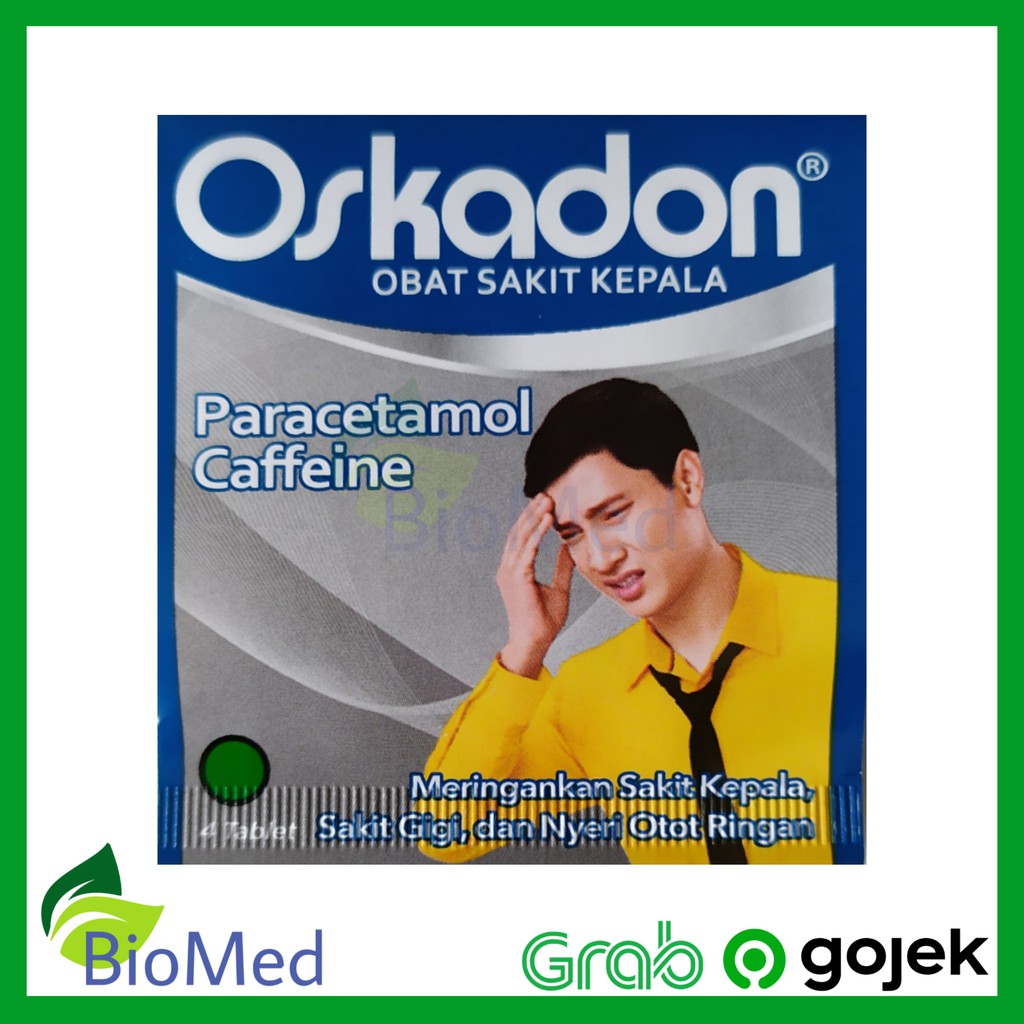 Oskadon®
OBAT SAKIT KEPALA
Paracetamol
Caffeine
BioMed
Meringankan Sakit Kepala,
4 Tablet Sakit Gigi, dan Nyeri Otot Ringan
BioMed
Grab gojek